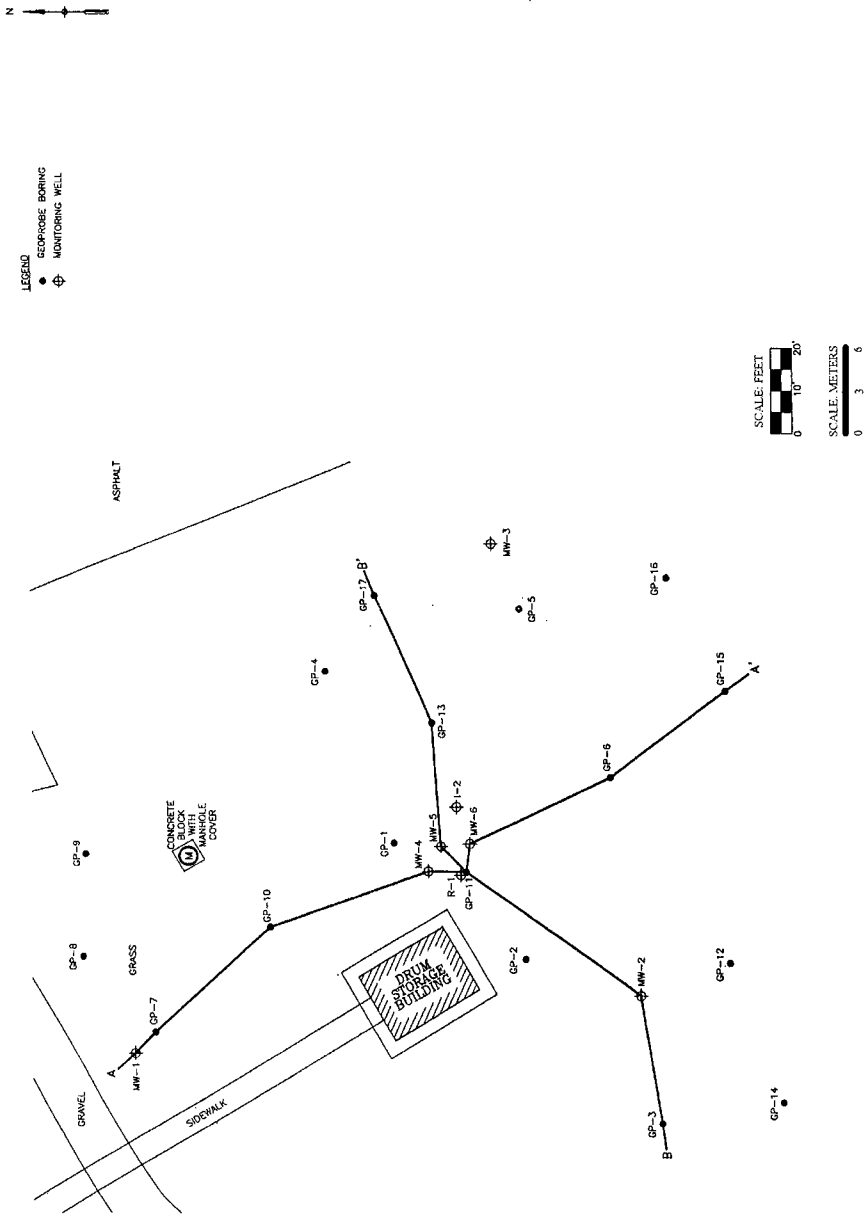 N
LEGEND
GEOPROBE BORING
MONITORING WELL
ASPHALT
GP-9
CONCRETE
BLOCK
WITH
MANHOLE
COVER
M
GP-8
GRASS
GP-10
GP-7
A
MW-1
GRAVEL
SIDEWALK
GP-4
GP-17
B'
GP-1
GP-13
MW-4
MW-5
I-2
R-1
GP-11
MW-6
MW-3
GP-5
DRUM
STORAGE
BUILDING
GP-2
GP-6
GP-16
GP-15
A'
MW-2
GP-12
GP-3
B
GP-14
SCALE: FEET
0 10' 20'
SCALE: METERS
0 3 6